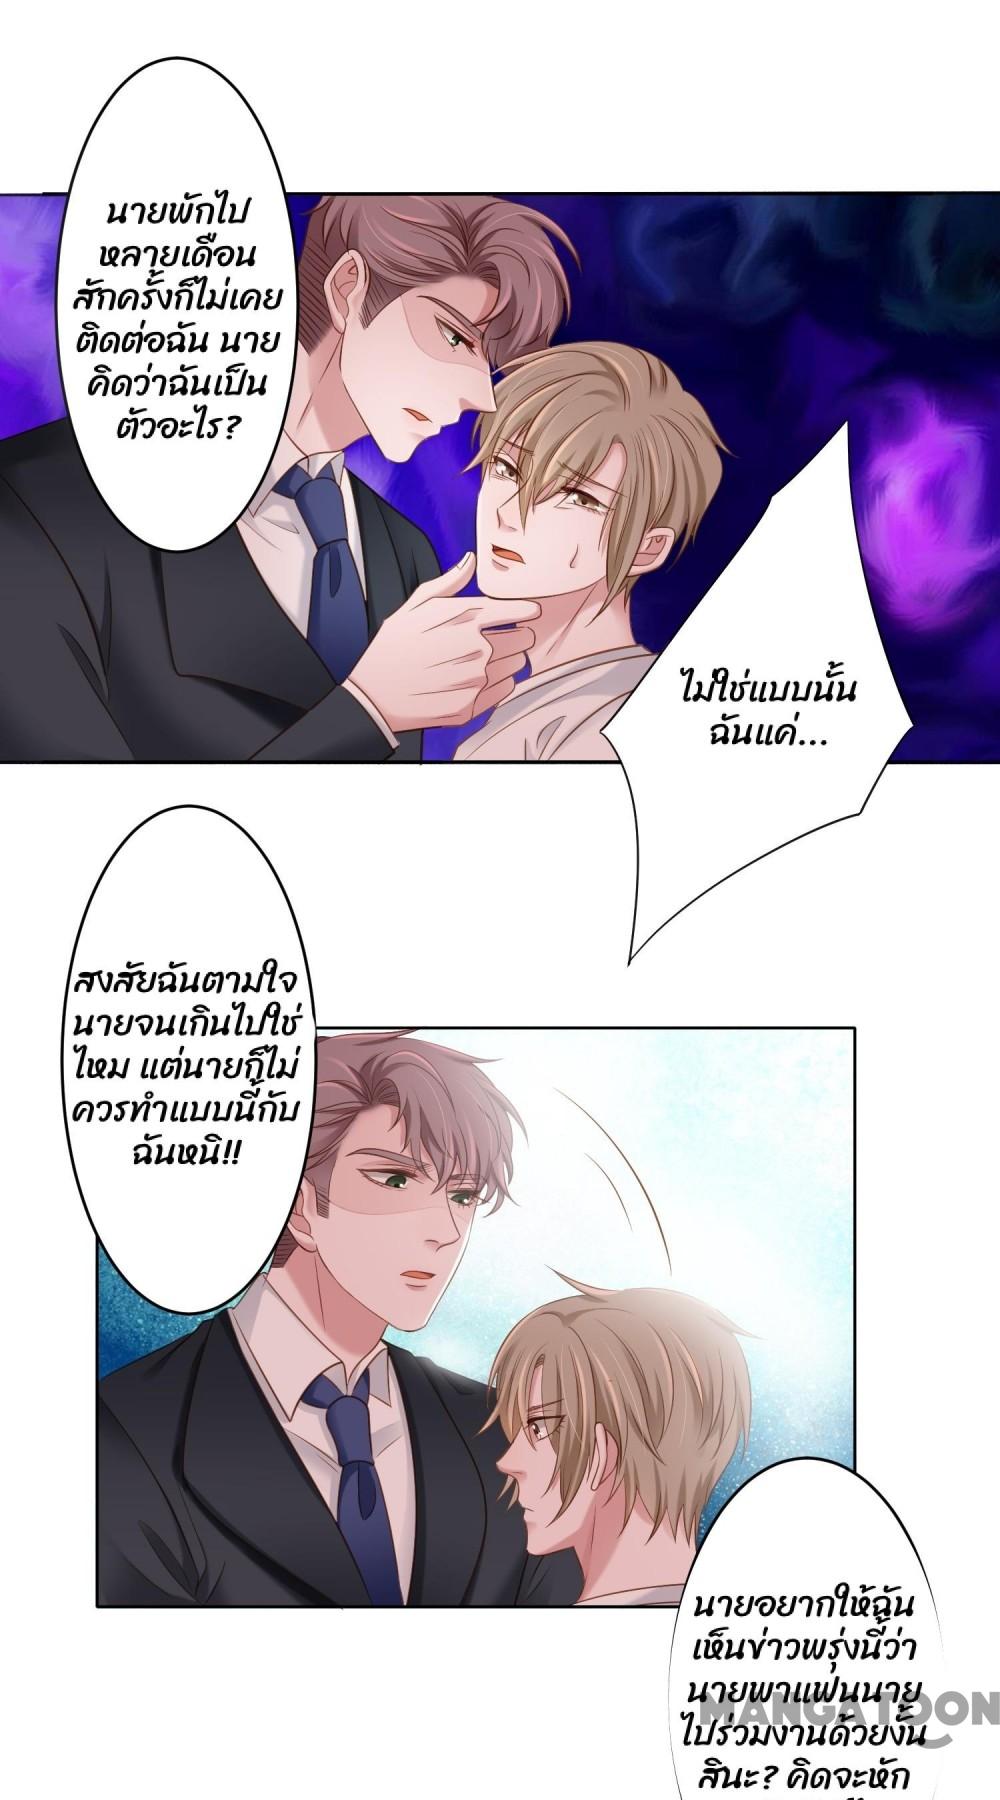 นายพักไป
หลายเดือน
สักครั้งก็ไม่เคย
ติดต่อฉัน นาย
คิดว่าฉันเป็น
ตัวอะไร?
ไม่ใช่แบบนั้น
ฉันแค่...
สงสัยฉันตามใจ
นายจนเกินไปใช่
ไหม แต่นายก็ไม่
ควรทำแบบนี้กับ
ฉันหนิ!!
นายอยากให้ฉัน
เห็นข่าวพรุ่งนี้ว่า
นายพาแฟนนาย
MANGATOON
ไปร่วมงานด้วยงั้น
สินะ? คิดจะหัก